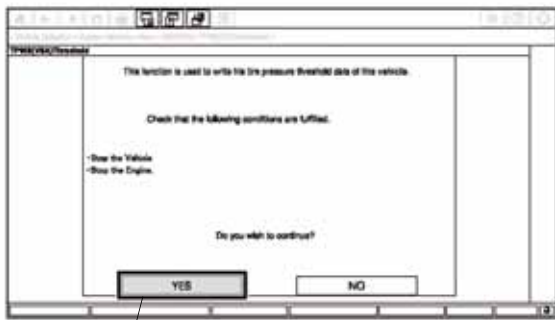 This function is used to write the tire pressure threshold data of this vehicle.
Check that the following conditions are fulfilled.
•Stop the Vehicle
•Stop the Engine.
Do you wish to continue?
YES
NO